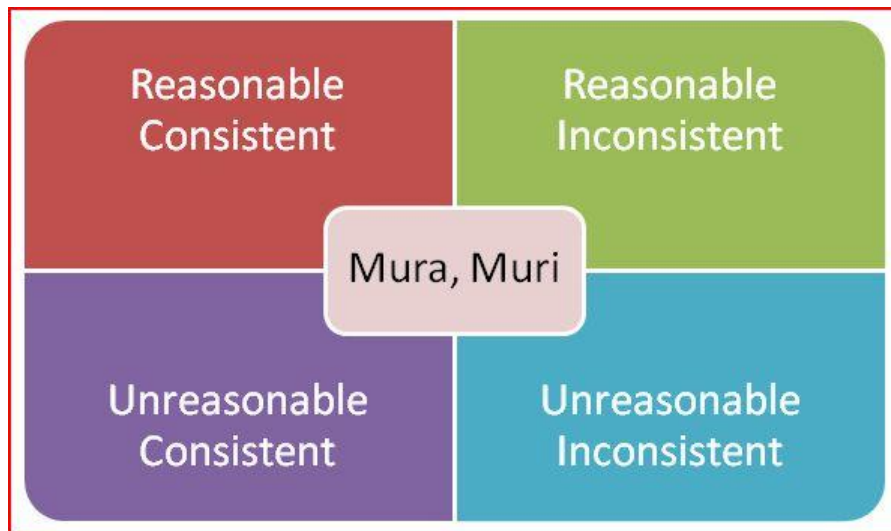 Reasonable
Consistent
Reasonable
Inconsistent
Mura, Muri
Unreasonable
Consistent
Unreasonable
Inconsistent